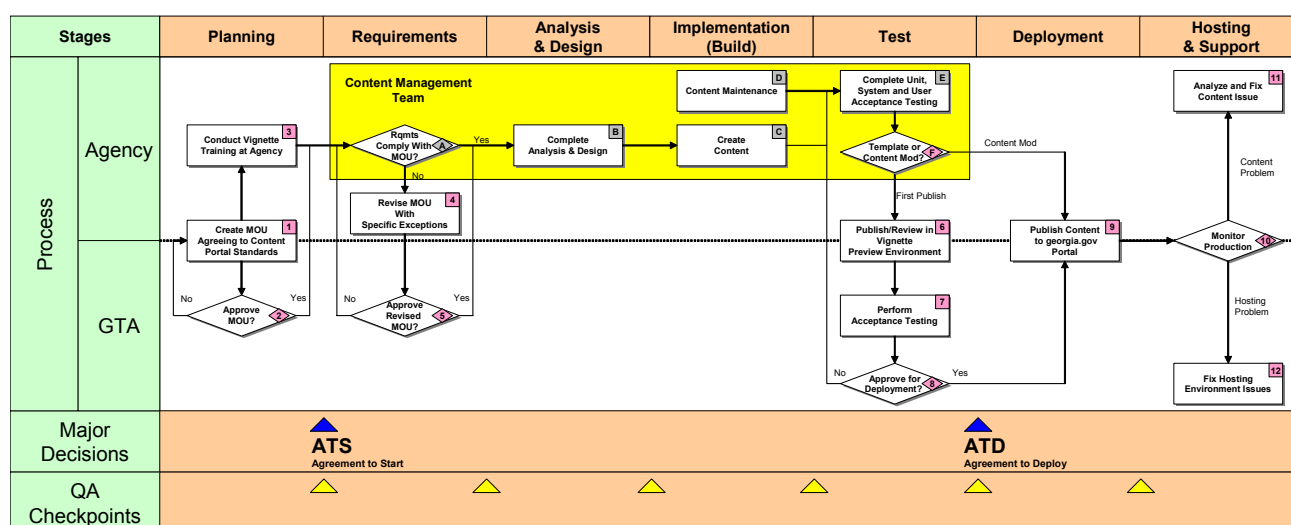 Stages
Planning
Requirements
Analysis
& Design
Implementation
(Build)
Test
Deployment
Hosting
& Support
Process
Agency
GTA
Content Management
Team
3
Conduct Vignette
Training at Agency
1
Create MOU
Agreeing to Content
Portal Standards
No
Yes
Approve
MOU?
2
Rqmts
Comply With
MOU?
A
Yes
No
4
Revise MOU
With
Specific Exceptions
No
Yes
Approve
Revised
MOU?
5
B
Complete
Analysis & Design
D
Content Maintenance
C
Create
Content
E
Complete Unit,
System and User
Acceptance Testing
Template or
Content Mod?
F
Content Mod
First Publish
6
Publish/Review in
Vignette
Preview Environment
7
Perform
Acceptance Testing
No
Yes
Approve for
Deployment?
8
9
Publish Content
to georgia.gov
Portal
11
Analyze and Fix
Content Issue
Content
Problem
Monitor
Production
10
Hosting
Problem
12
Fix Hosting
Environment Issues
Major
Decisions
ATS
Agreement to Start
ATD
Agreement to Deploy
QA
Checkpoints